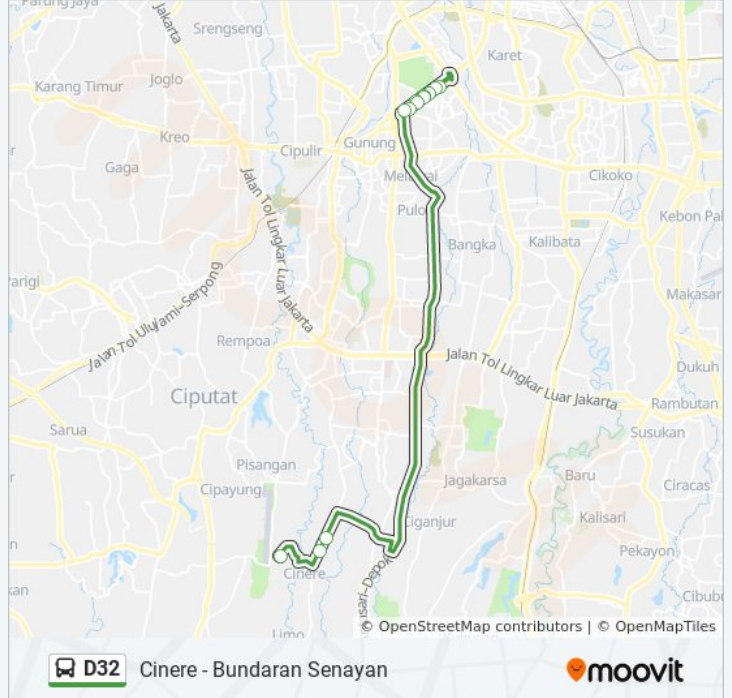 Parung Jaya
Jakarta
Srengseng
Karet
Joglo
Karang Timur
Kreo
Cipulir
Gunung
Gaga
Cikoko
Pulo
Kebon Pal
Bangka
Kalibata
Jalan Tol Lingkar Luar Jakarta
arigi
Makasar
Jalan Tol Ulujami-Serpong
Rempoa
Jalan Tol Lingkar Luar Jakarta
Dukuh
Ciputat
Rambutan
Sarua
Susukan
Pisangan
Baru
Jagakarsa
Ciracas
Cipayung
Kalisari
Ciganjur
Pekayon
Cinere
kan
Cibubu
Limo
© OpenStreetMap contributors | © OpenMapTiles
D32 Cinere - Bundaran Senayan
moovit